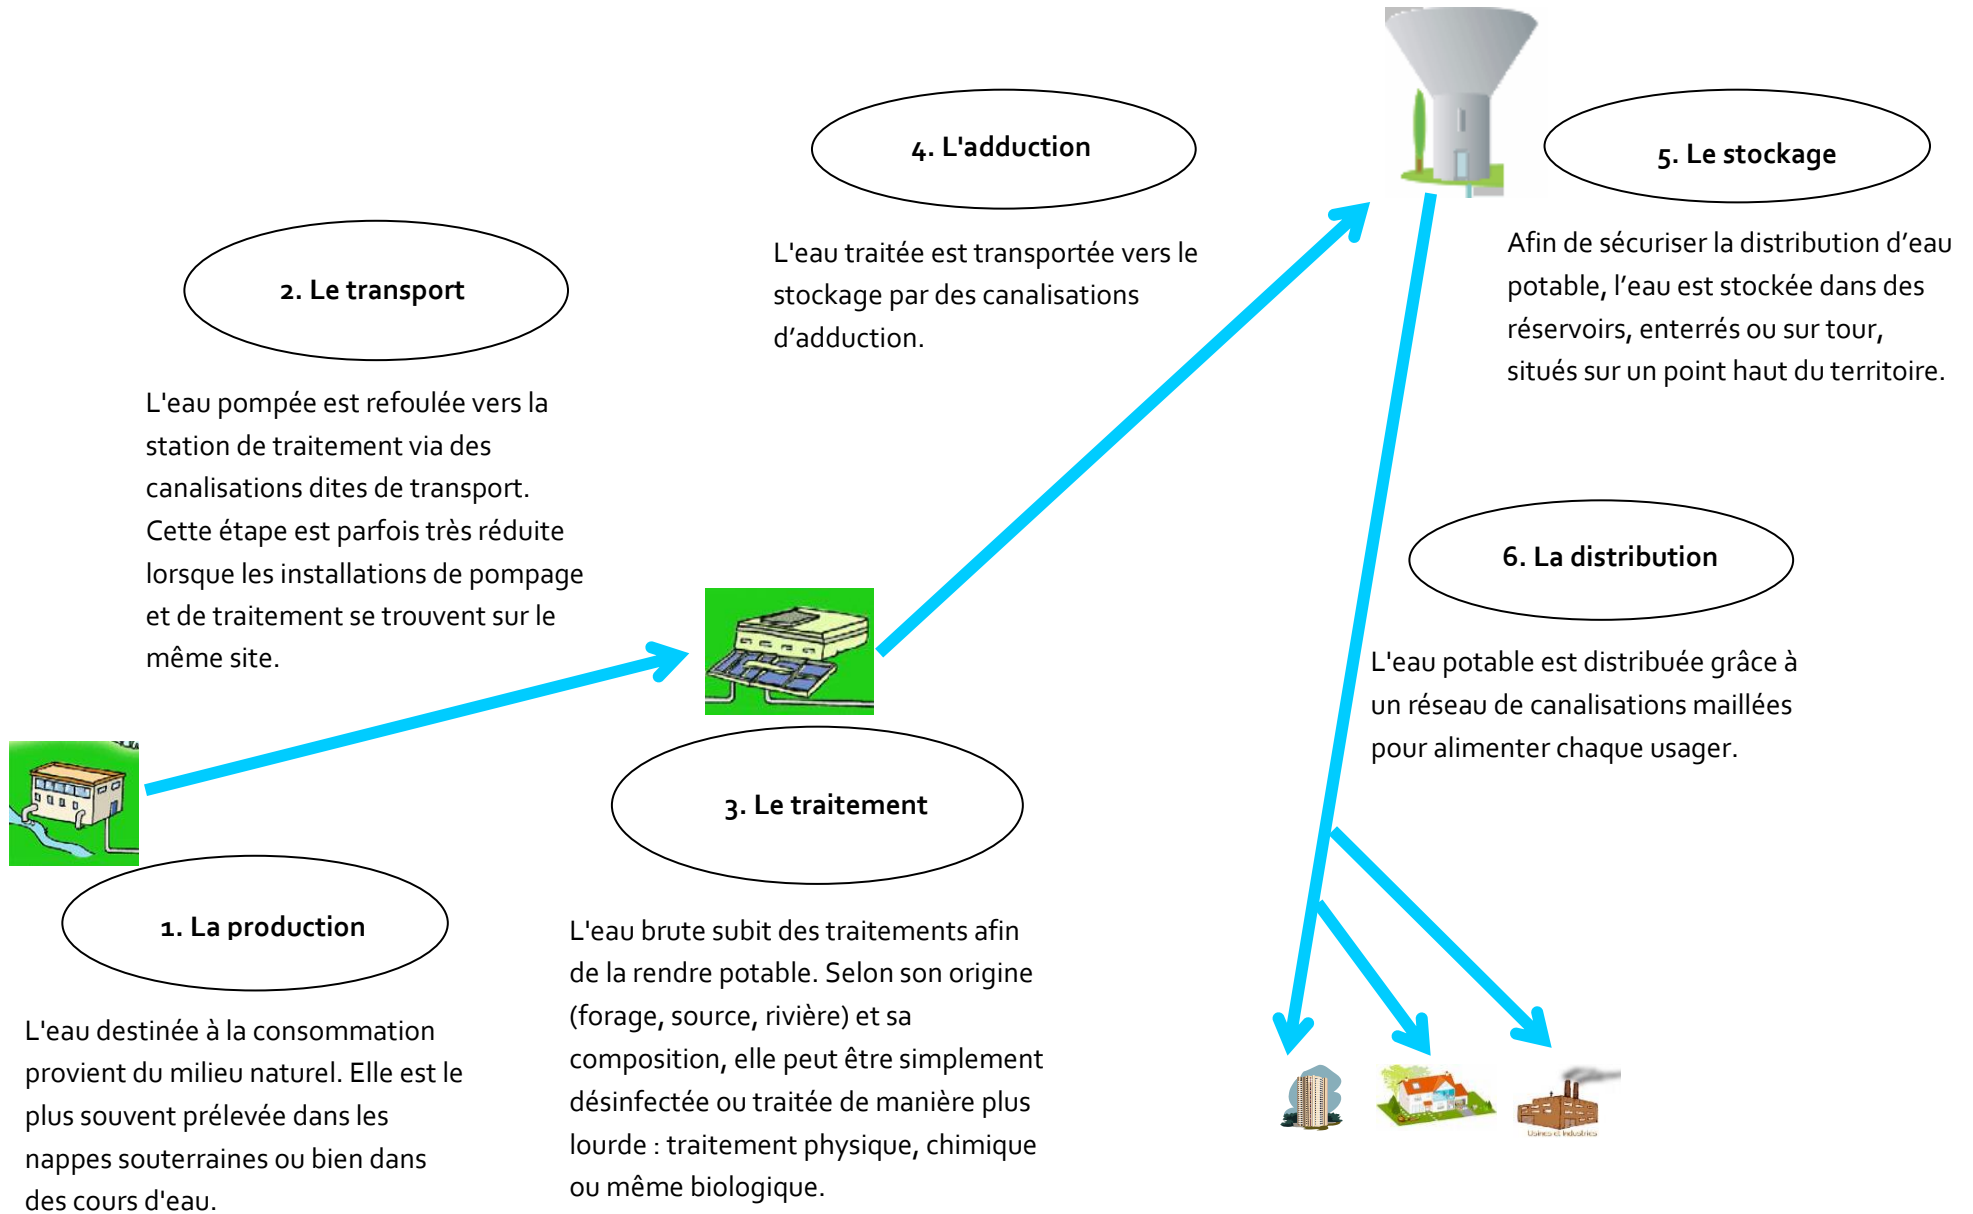 1. La production
L'eau destinée à la consommation
provient du milieu naturel. Elle est le
plus souvent prélevée dans les
nappes souterraines ou bien dans
des cours d'eau.
2. Le transport
L'eau pompée est refoulée vers la
station de traitement via des
canalisations dites de transport.
Cette étape est parfois très réduite
lorsque les installations de pompage
et de traitement se trouvent sur le
même site.
3. Le traitement
L'eau brute subit des traitements afin
de la rendre potable. Selon son origine
(forage, source, rivière) et sa
composition, elle peut être simplement
désinfectée ou traitée de manière plus
lourde : traitement physique, chimique
ou même biologique.
4. L'adduction
L'eau traitée est transportée vers le
stockage par des canalisations
d’adduction.
5. Le stockage
Afin de sécuriser la distribution d’eau
potable, l’eau est stockée dans des
réservoirs, enterrés ou sur tour,
situés sur un point haut du territoire.
6. La distribution
L'eau potable est distribuée grâce à
un réseau de canalisations maillées
pour alimenter chaque usager.
Usines et Industries